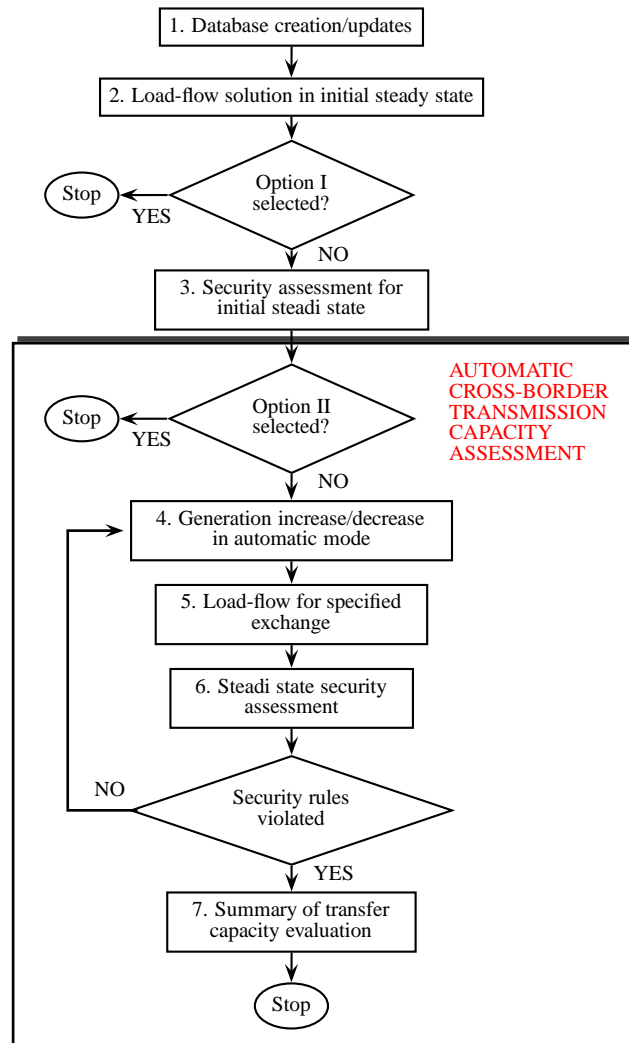 1. Database creation/updates
2. Load-flow solution in initial steady state
Option I
selected?
Stop
YES
NO
3. Security assessment for
initial steadi state
AUTOMATIC
CROSS-BORDER
TRANSMISSION
CAPACITY
ASSESSMENT
Option II
selected?
Stop
YES
NO
4. Generation increase/decrease
in automatic mode
5. Load-flow for specified
exchange
6. Steadi state security
assessment
NO
Security rules
violated
YES
7. Summary of transfer
capacity evaluation
Stop